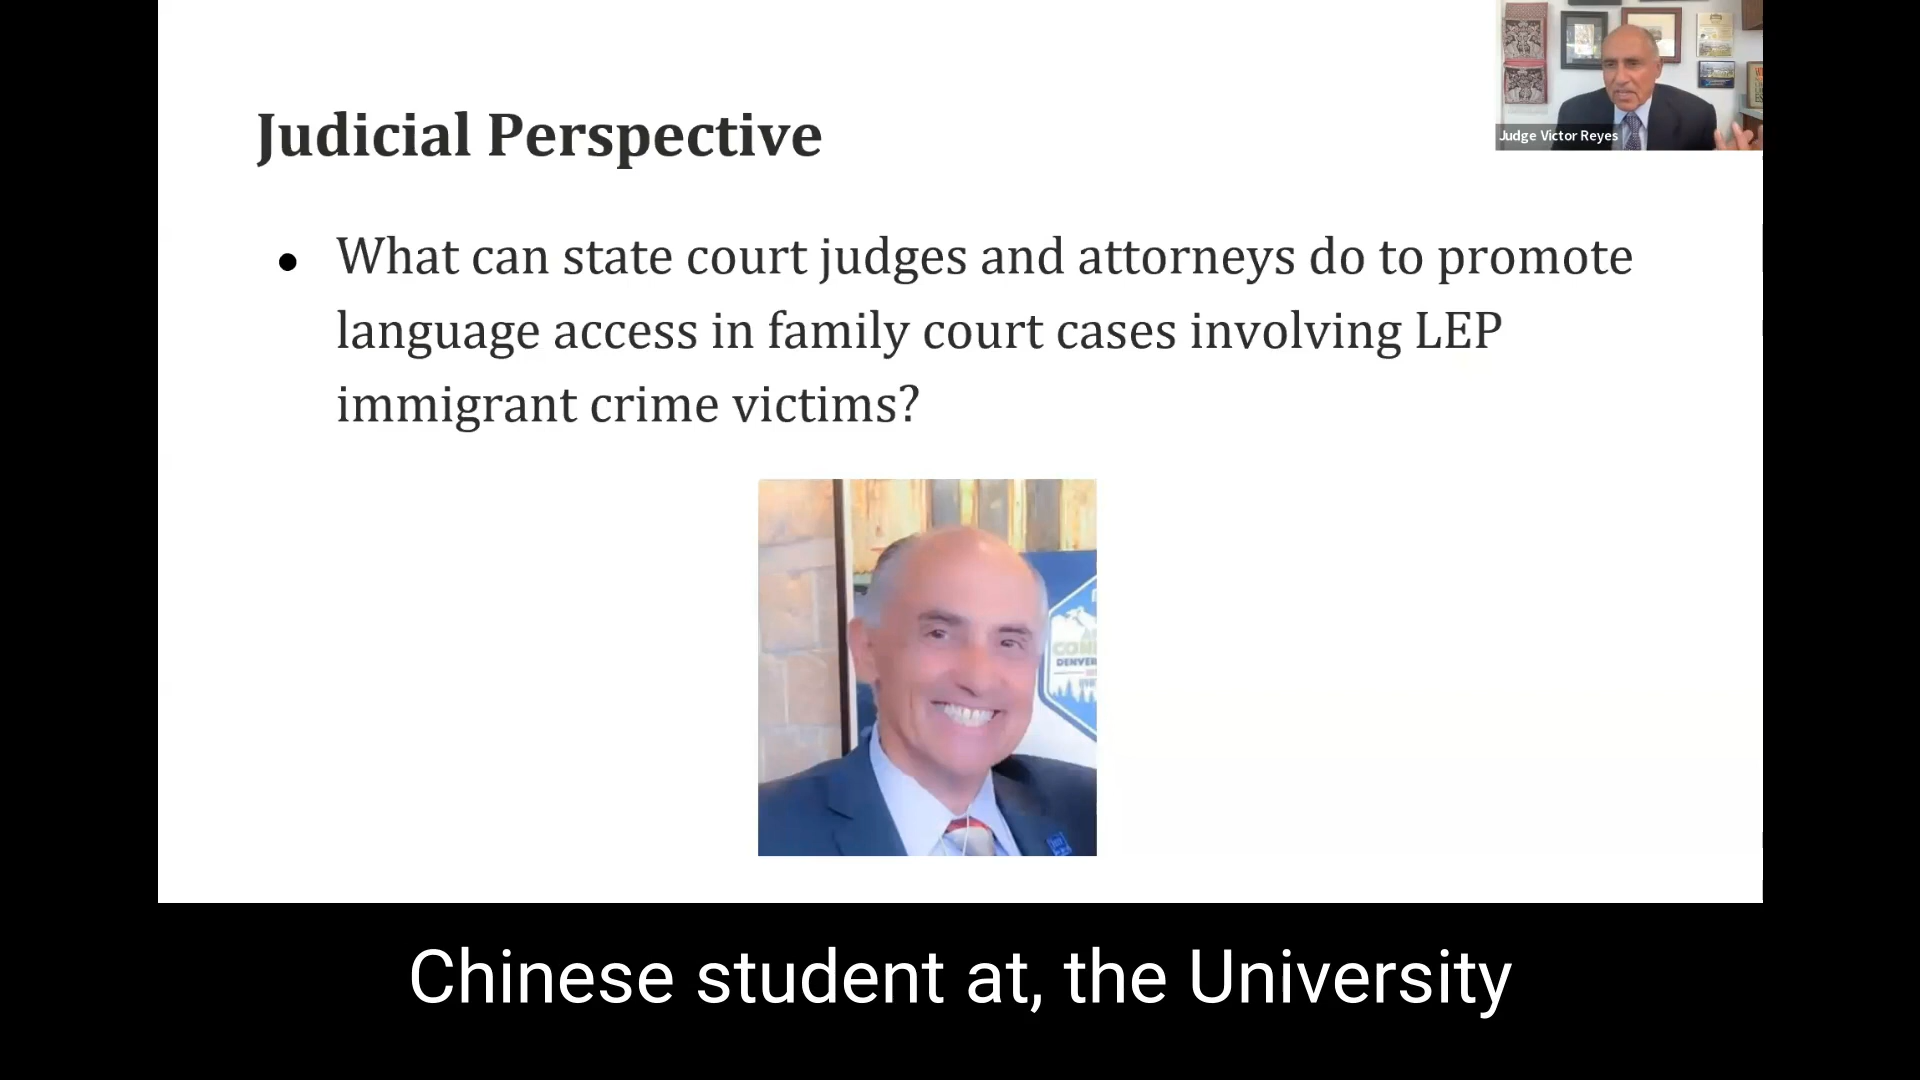 Judge Victor Reyes
Judicial Perspective
● What can state court judges and attorneys do to promote
language access in family court cases involving LEP
immigrant crime victims?
DENVER
Chinese student at, the University